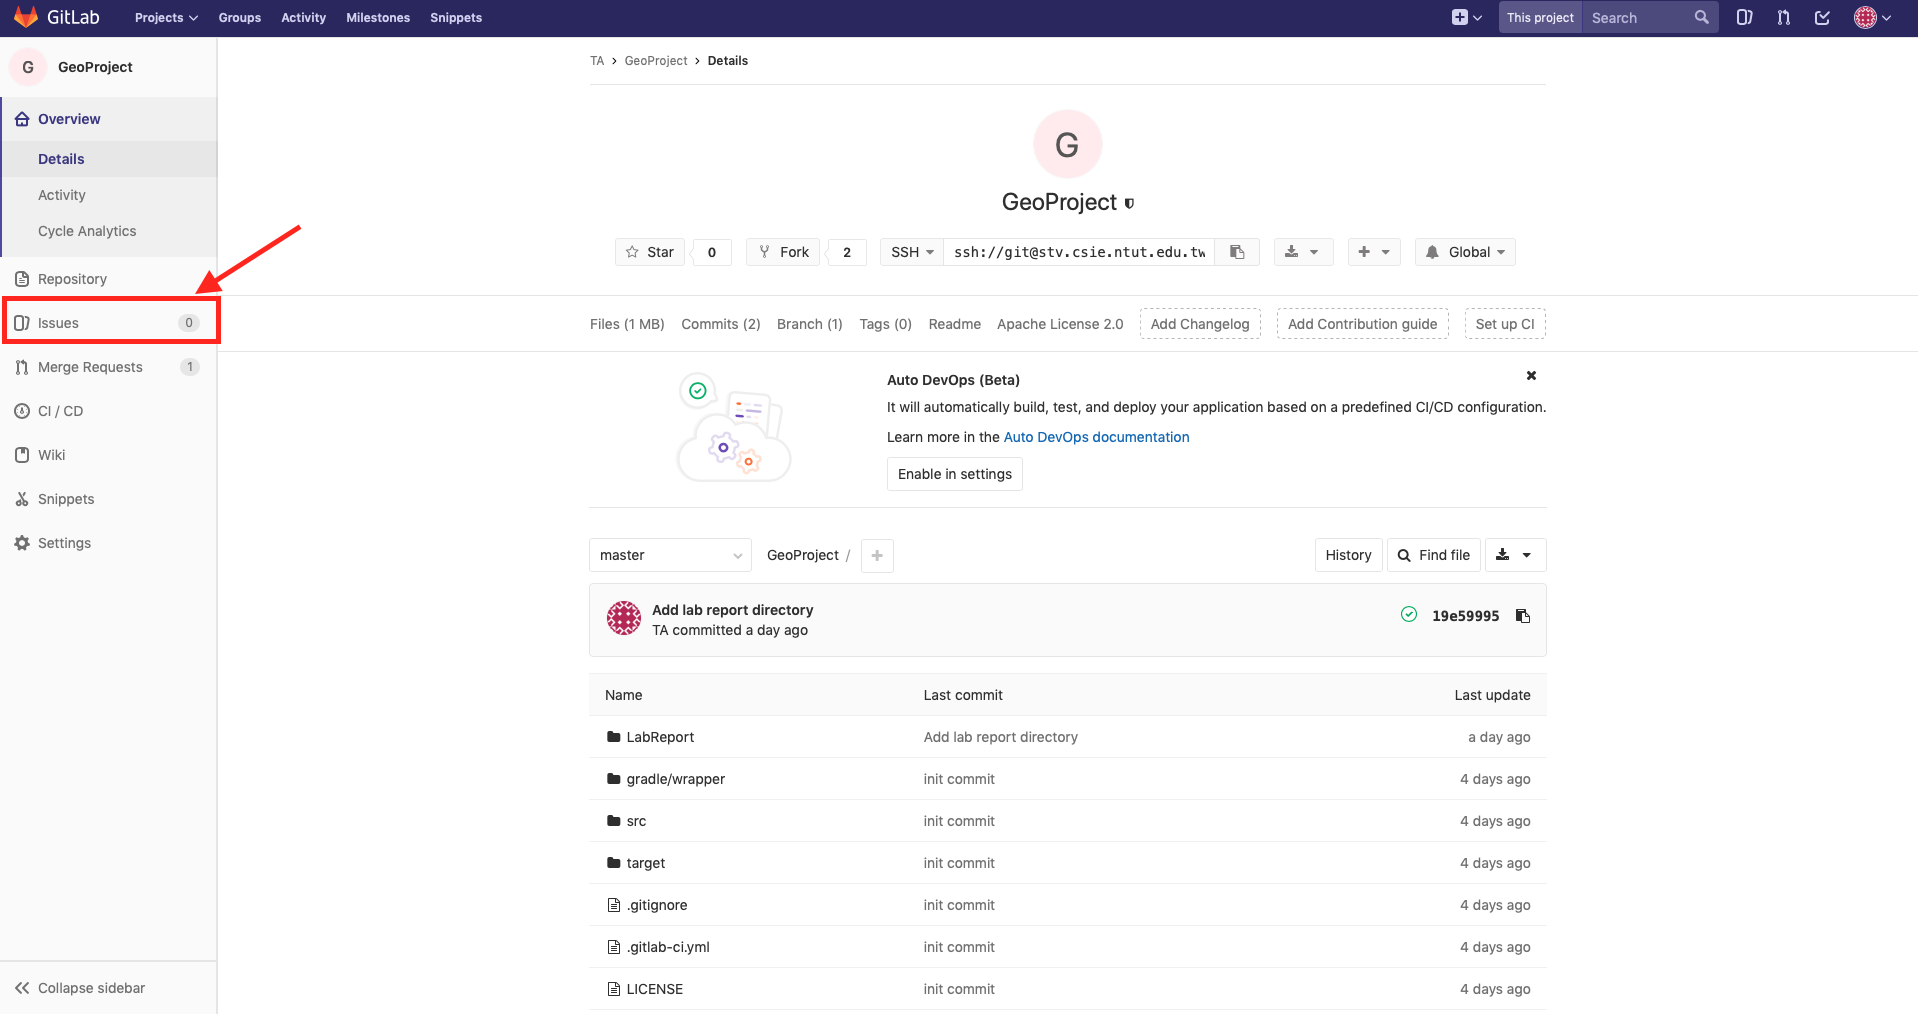 GitLab Projects Groups Activity Milestones Snippets This project Search
G GeoProject
Overview
Details
Activity
Cycle Analytics
Repository
Issues 0
Merge Requests 1
CI / CD
Wiki
Snippets
Settings
Collapse sidebar
TA › GeoProject › Details
G
GeoProject
Star 0 Fork 2 SSH ssh://git@stv.csie.ntut.edu.tw Global
Files (1 MB) Commits (2) Branch (1) Tags (0) Readme Apache License 2.0 Add Changelog Add Contribution guide Set up CI
Auto DevOps (Beta)
It will automatically build, test, and deploy your application based on a predefined CI/CD configuration.
Learn more in the Auto DevOps documentation
Enable in settings
master GeoProject / + History Find file
Add lab report directory
TA committed a day ago
19e59995
Name Last commit Last update
LabReport Add lab report directory a day ago
gradle/wrapper init commit 4 days ago
src init commit 4 days ago
target init commit 4 days ago
.gitignore init commit 4 days ago
.gitlab-ci.yml init commit 4 days ago
LICENSE init commit 4 days ago